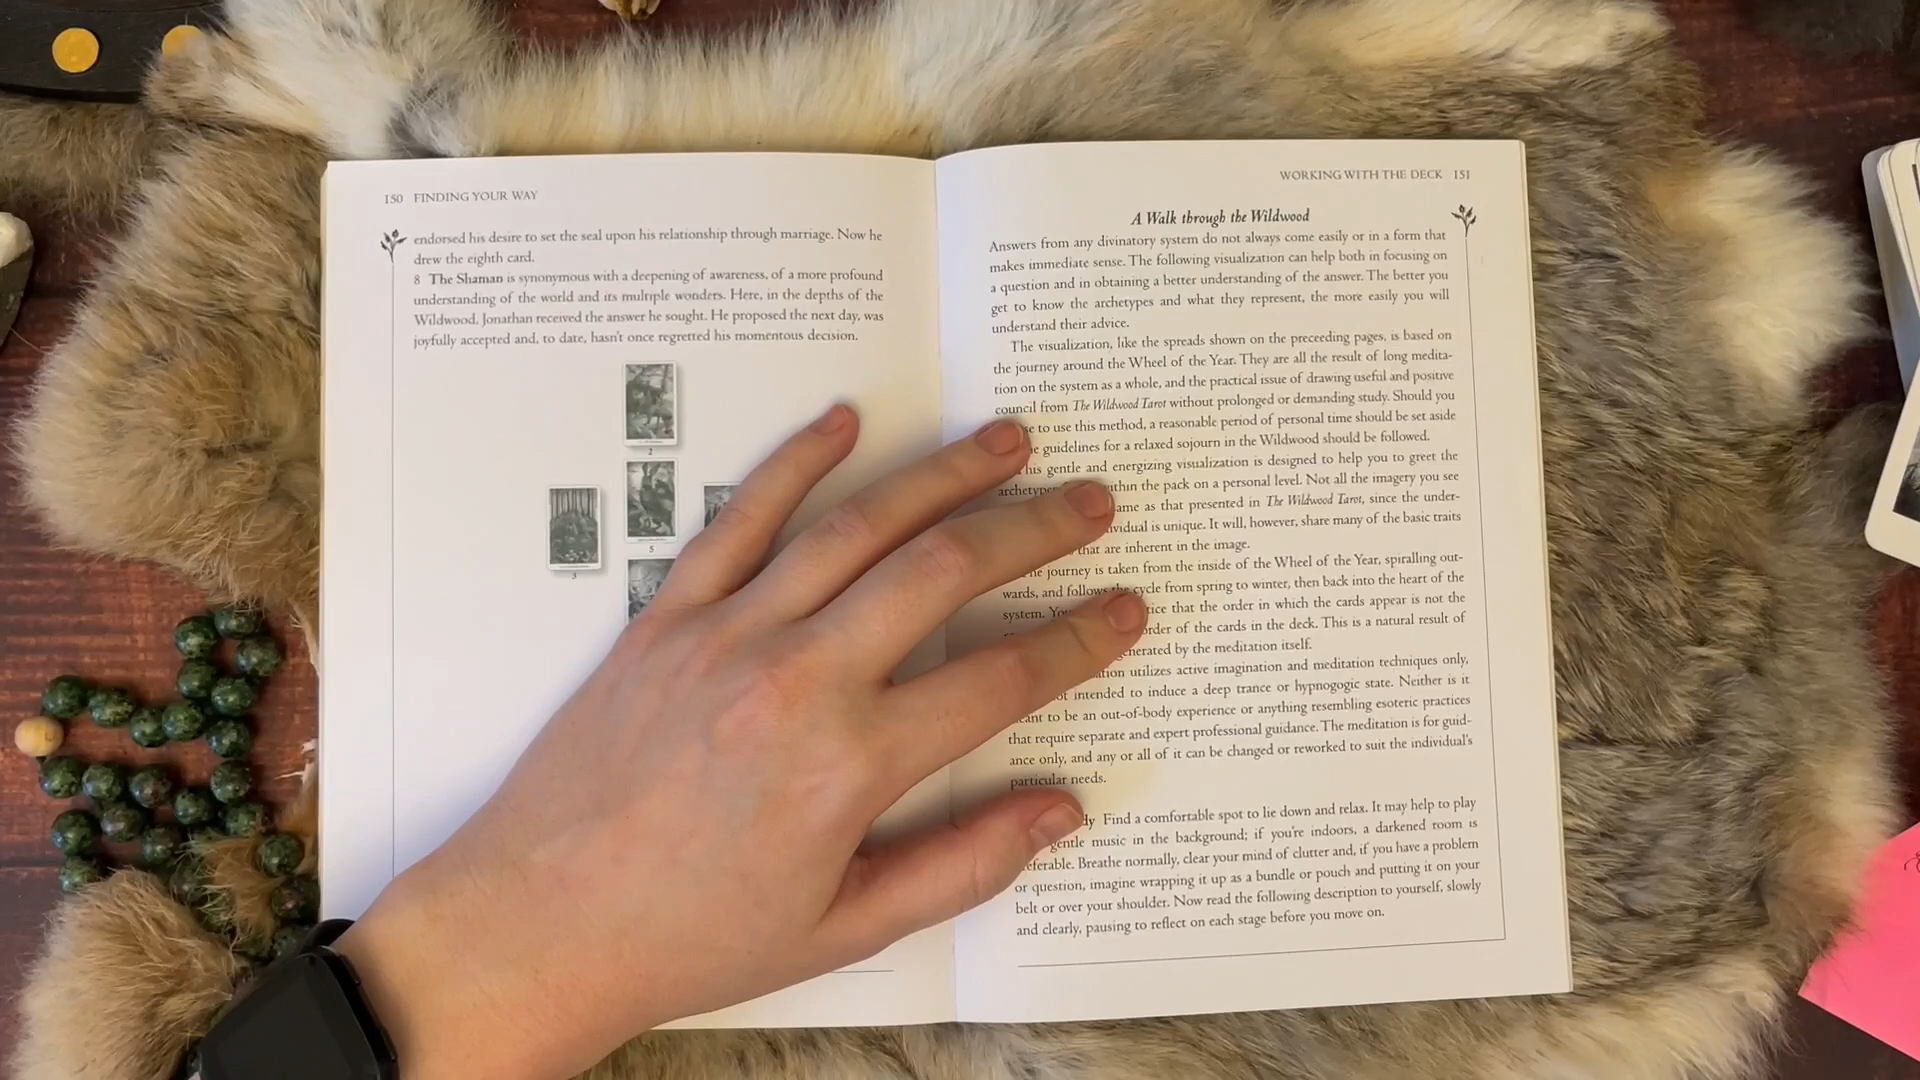 150 FINDING YOUR WAY
endorsed his desire to set the seal upon his relationship through marriage. Now he
drew the eighth card.
8 The Shaman is synonymous with a deepening of awareness, of a more profound
understanding of the world and its multiple wonders. Here, in the depths of the
Wildwood, Jonathan received the answer he sought. He proposed the next day, was
joyfully accepted and, to date, hasn't once regretted his momentous decision.
2
3
5
WORKING WITH THE DECK 151
A Walk through the Wildwood
Answers from any divinatory system do not always come easily or in a form that
makes immediate sense. The following visualization can help both in focusing on
a question and in obtaining a better understanding of the answer. The better you
get to know the archetypes and what they represent, the more easily you will
understand their advice.
The visualization, like the spreads shown on the preceeding pages, is based on
the journey around the Wheel of the Year. They are all the result of long medita-
tion on the system as a whole, and the practical issue of drawing useful and positive
council from The Wildwood Tarot without prolonged or demanding study. Should you
to use this method, a reasonable period of personal time should be set aside
guidelines for a relaxed sojourn in the Wildwood should be followed.
gentle and energizing visualization is designed to help you to greet the
the pack on a personal level. Not all the imagery you see
as that presented in The Wildwood Tarot, since the under-
is unique. It will, however, share many of the basic traits
that are inherent in the image.
journey is taken from the inside of the Wheel of the Year, spiralling out-
wards, and follows the cycle from spring to winter, then back into the heart of the
system. that the order in which the cards appear is not the
order of the cards in the deck. This is a natural result of
generated by the meditation itself.
utilizes active imagination and meditation techniques only,
intended to induce a deep trance or hypnogogic state. Neither is it
to be an out-of-body experience or anything resembling esoteric practices
that require separate and expert professional guidance. The meditation is for guid-
ance only, and any or all of it can be changed or reworked to suit the individual's
particular needs.
Find a comfortable spot to lie down and relax. It may help to play
gentle music in the background; if you're indoors, a darkened room is
Breathe normally, clear your mind of clutter and, if you have a problem
or question, imagine wrapping it up as a bundle or pouch and putting it on your
belt or over your shoulder. Now read the following description to yourself, slowly
and clearly, pausing to reflect on each stage before you move on.